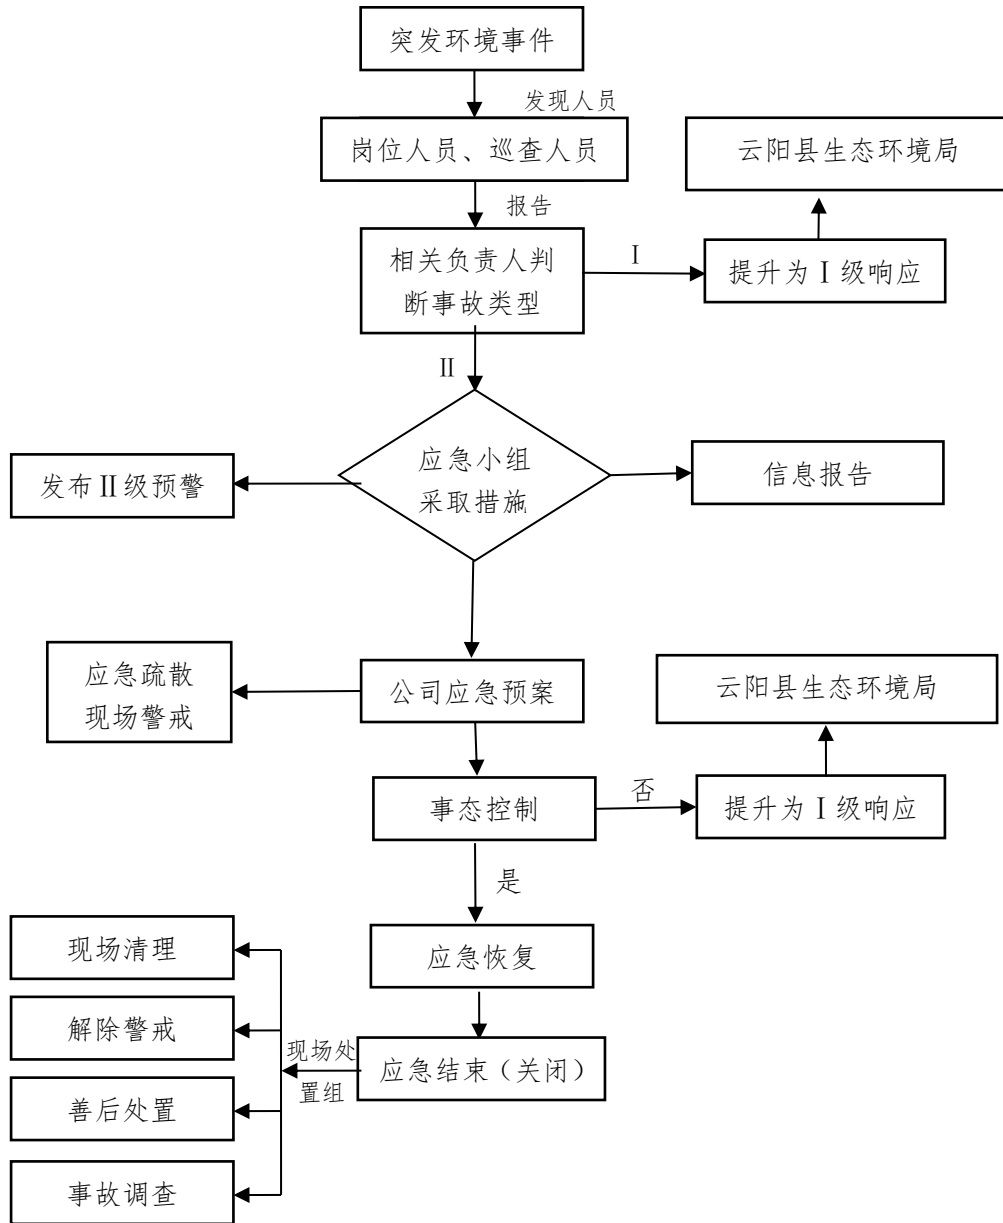 突发环境事件
发现人员
岗位人员、巡查人员
云阳县生态环境局
报告
相关负责人判
断事故类型
Ⅰ
提升为Ⅰ级响应
Ⅱ
应急小组
采取措施
发布Ⅱ级预警
信息报告
应急疏散
现场警戒
公司应急预案
云阳县生态环境局
事态控制
否
提升为Ⅰ级响应
是
现场清理
应急恢复
解除警戒
现场处
置组
应急结束（关闭）
善后处置
事故调查